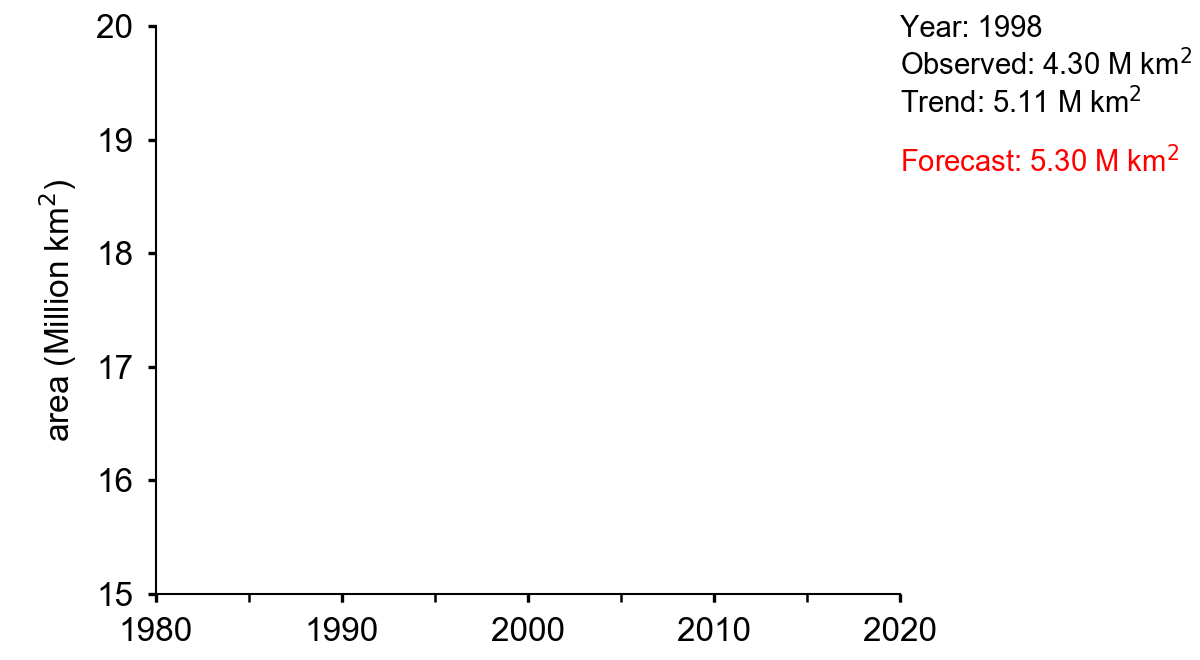 Year: 1998
Observed: 4.30 M km²
Trend: 5.11 M km²
Forecast: 5.30 M km²
area (Million km²)
20
19
18
17
16
15
1980 1990 2000 2010 2020